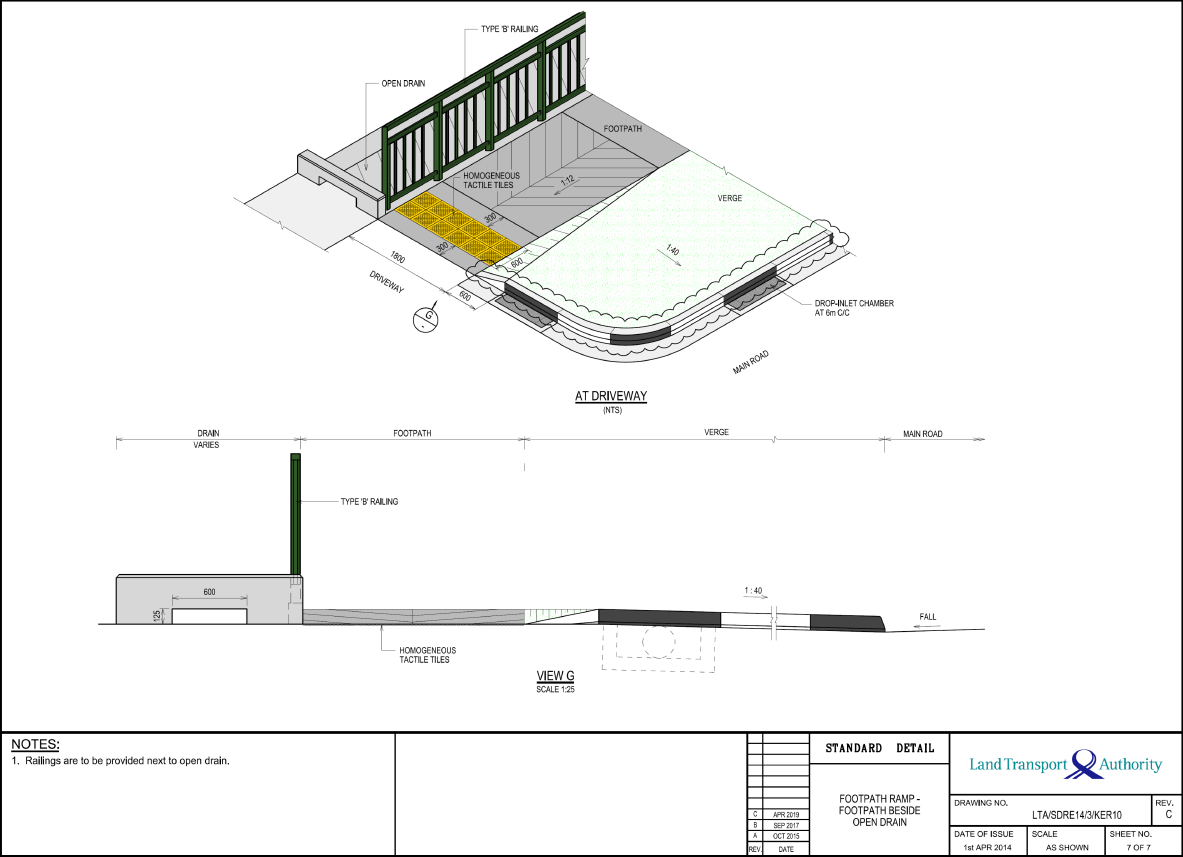 TYPE 'B' RAILING
OPEN DRAIN
FOOTPATH
HOMOGENEOUS
TACTILE TILES
1:12
300
VERGE
300
600
1:40
1800
DRIVEWAY
600
G
-
DROP-INLET CHAMBER
AT 6m C/C
MAIN ROAD
AT DRIVEWAY
(NTS)
DRAIN
VARIES
FOOTPATH
VERGE
MAIN ROAD
TYPE 'B' RAILING
600
125
1 : 40
FALL
HOMOGENEOUS
TACTILE TILES
VIEW G
SCALE 1:25
NOTES:
1. Railings are to be provided next to open drain.
C APR 2019
B SEP 2017
A OCT 2015
REV. DATE
STANDARD DETAIL
FOOTPATH RAMP -
FOOTPATH BESIDE
OPEN DRAIN
Land Transport Authority
DRAWING NO.
LTA/SDRE14/3/KER10
REV.
C
DATE OF ISSUE
1st APR 2014
SCALE
AS SHOWN
SHEET NO.
7 OF 7